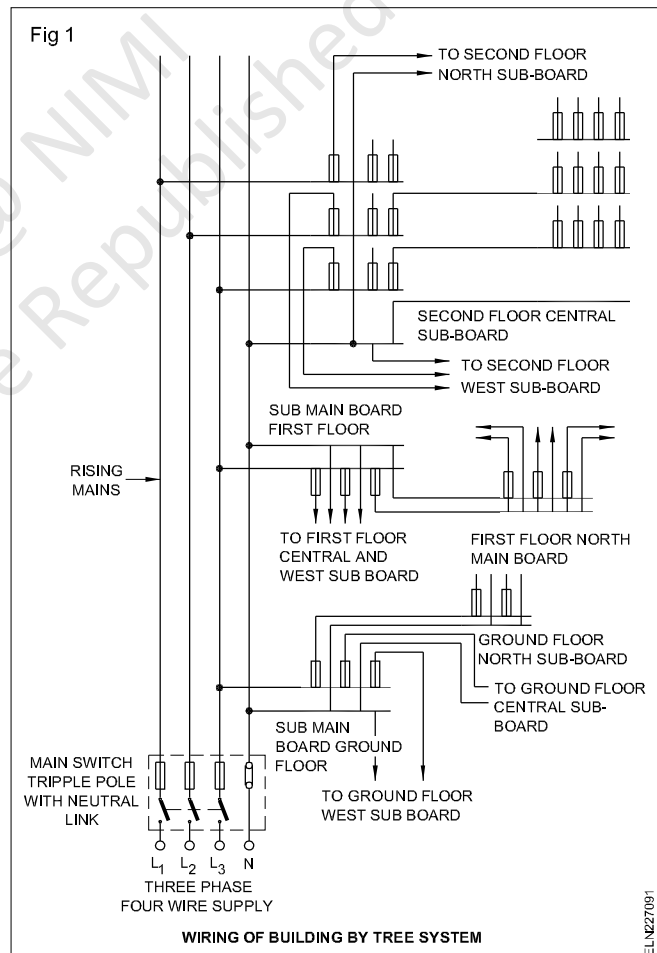 Fig 1
@ NIMI
e Republished
TO SECOND FLOOR
NORTH SUB-BOARD
SECOND FLOOR CENTRAL
SUB-BOARD
TO SECOND FLOOR
WEST SUB-BOARD
SUB MAIN BOARD
FIRST FLOOR
RISING
MAINS
TO FIRST FLOOR
CENTRAL AND
WEST SUB BOARD
FIRST FLOOR NORTH
MAIN BOARD
GROUND FLOOR
NORTH SUB-BOARD
TO GROUND FLOOR
CENTRAL SUB-
BOARD
SUB MAIN
BOARD GROUND
FLOOR
MAIN SWITCH
TRIPPLE POLE
WITH NEUTRAL
LINK
TO GROUND FLOOR
WEST SUB BOARD
L1 L2 L3 N
THREE PHASE
FOUR WIRE SUPPLY
WIRING OF BUILDING BY TREE SYSTEM
ELN227091